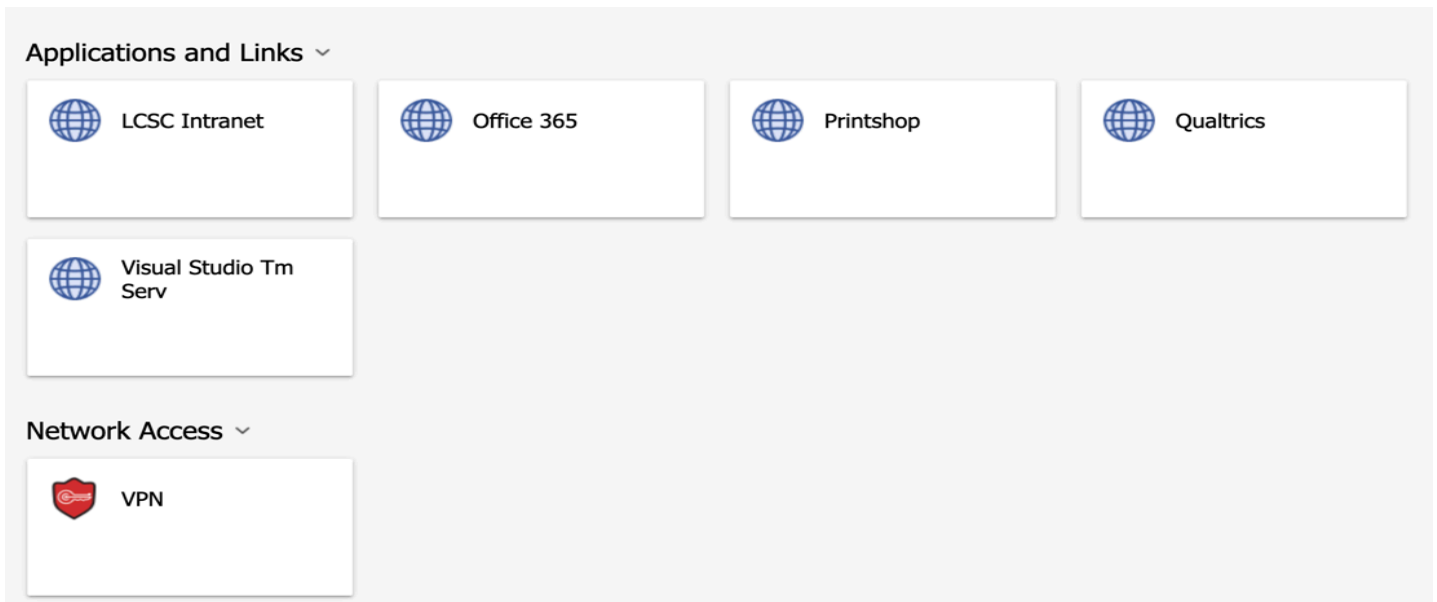 Applications and Links
LCSC Intranet
Office 365
Printshop
Qualtrics
Visual Studio Tm
Serv
Network Access
VPN